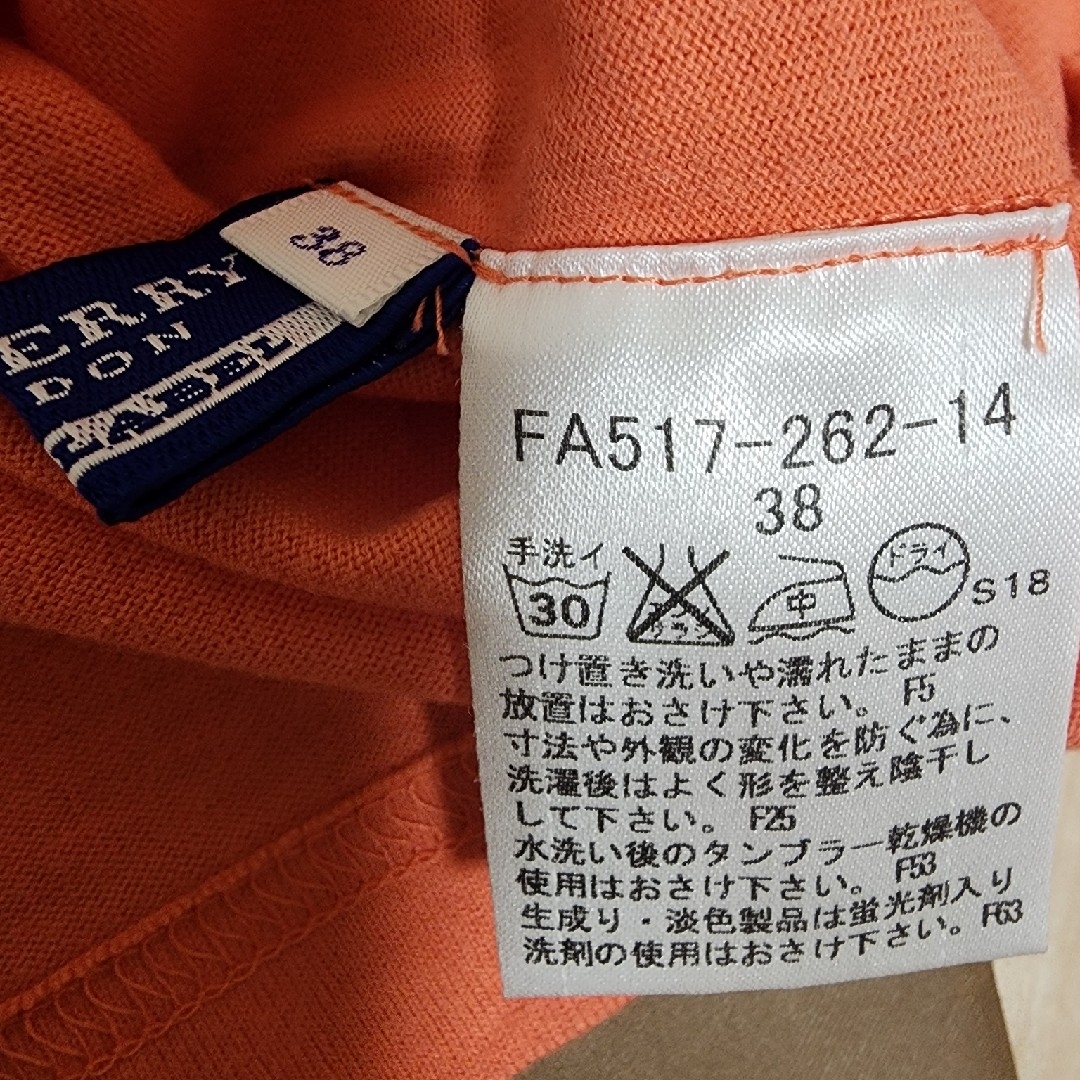 38
ERRY
DON
FA517-262-14
38
手洗イ
30
中
ドライ
S18
つけ置き洗いや濡れたままの
放置はおさけ下さい。 F5
寸法や外観の変化を防ぐ為に、
洗濯後はよく形を整え陰干し
して下さい。 F25
水洗い後のタンブラー乾燥機の
使用はおさけ下さい。 F53
生成り・淡色製品は蛍光剤入り
洗剤の使用はおさけ下さい。 F63